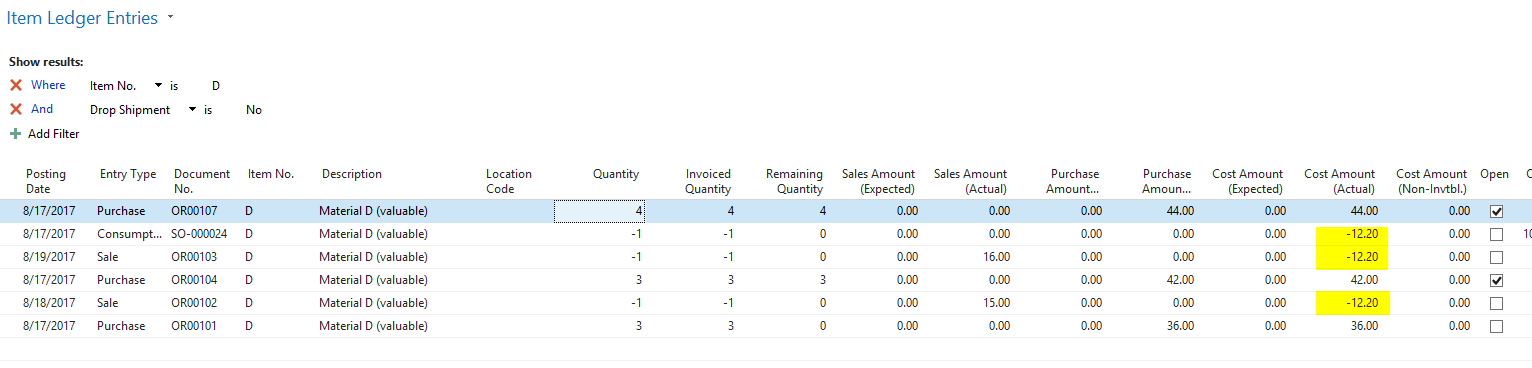 Item Ledger Entries
Show results:
Where Item No. is D
And Drop Shipment is No
Add Filter
Posting Date Entry Type Document No. Item No. Description Location Code Quantity Invoiced Quantity Remaining Quantity Sales Amount (Expected) Sales Amount (Actual) Purchase Amount... Purchase Amoun... Cost Amount (Expected) Cost Amount (Actual) Cost Amount (Non-Invtbl.) Open C
8/17/2017 Purchase OR00107 D Material D (valuable) 4 4 4 0.00 0.00 0.00 44.00 0.00 44.00 0.00
8/17/2017 Consumpt... SO-000024 D Material D (valuable) -1 -1 0 0.00 0.00 0.00 0.00 0.00 -12.20 0.00 10
8/19/2017 Sale OR00103 D Material D (valuable) -1 -1 0 0.00 16.00 0.00 0.00 0.00 -12.20 0.00
8/17/2017 Purchase OR00104 D Material D (valuable) 3 3 3 0.00 0.00 0.00 42.00 0.00 42.00 0.00
8/18/2017 Sale OR00102 D Material D (valuable) -1 -1 0 0.00 15.00 0.00 0.00 0.00 -12.20 0.00
8/17/2017 Purchase OR00101 D Material D (valuable) 3 3 0 0.00 0.00 0.00 36.00 0.00 36.00 0.00